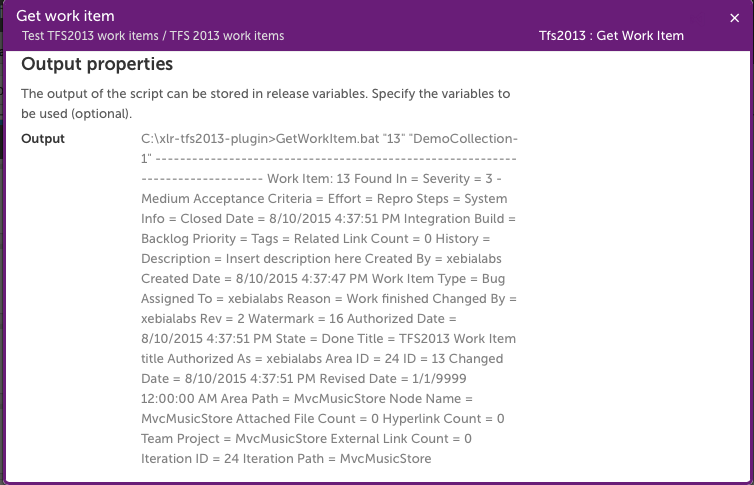 Get work item
Test TFS2013 work items / TFS 2013 work items
Tfs2013 : Get Work Item
Output properties
The output of the script can be stored in release variables. Specify the variables to
be used (optional).
Output
C:\xlr-tfs2013-plugin>GetWorkItem.bat "13" "DemoCollection-
1" -----------------------------------------------------------
-------------------- Work Item: 13 Found In = Severity = 3 -
Medium Acceptance Criteria = Effort = Repro Steps = System
Info = Closed Date = 8/10/2015 4:37:51 PM Integration Build =
Backlog Priority = Tags = Related Link Count = 0 History =
Description = Insert description here Created By = xebialabs
Created Date = 8/10/2015 4:37:47 PM Work Item Type = Bug
Assigned To = xebialabs Reason = Work finished Changed By =
xebialabs Rev = 2 Watermark = 16 Authorized Date =
8/10/2015 4:37:51 PM State = Done Title = TFS2013 Work Item
title Authorized As = xebialabs Area ID = 24 ID = 13 Changed
Date = 8/10/2015 4:37:51 PM Revised Date = 1/1/9999
12:00:00 AM Area Path = MvcMusicStore Node Name =
MvcMusicStore Attached File Count = 0 Hyperlink Count = 0
Team Project = MvcMusicStore External Link Count = 0
Iteration ID = 24 Iteration Path = MvcMusicStore